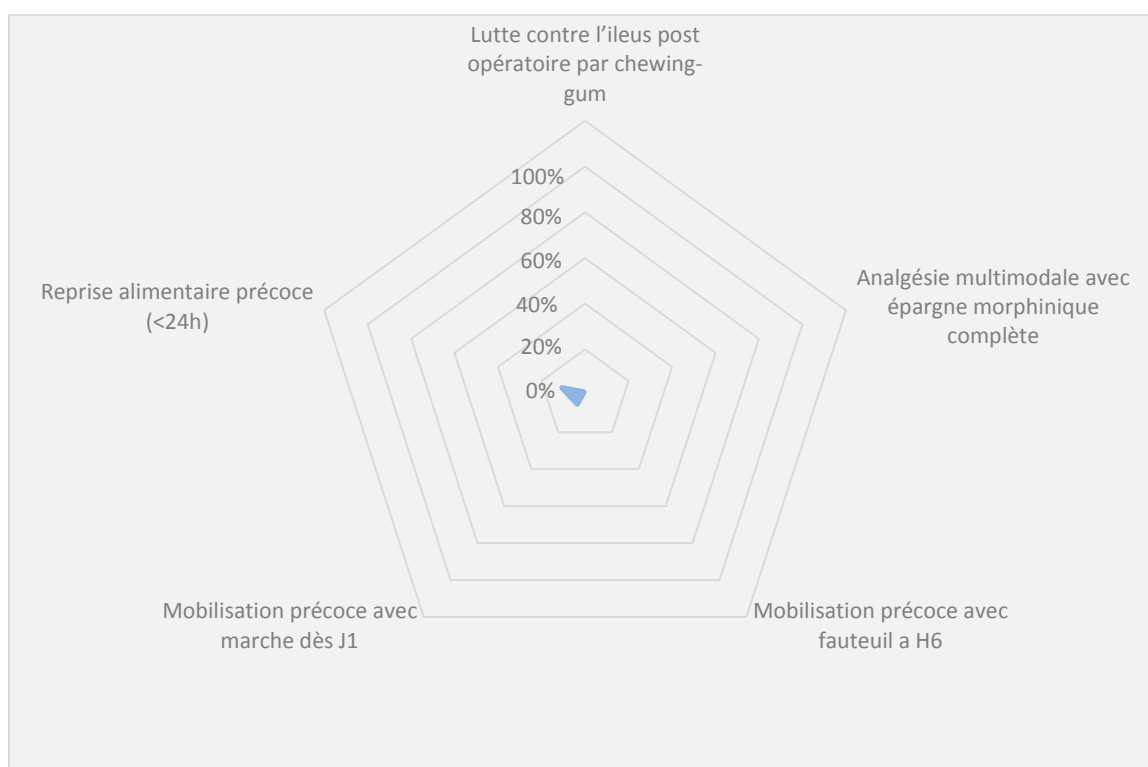 Lutte contre l'ileus post
opératoire par chewing-
gum
100%
80%
60%
40%
20%
0%
Analgésie multimodale avec
épargne morphinique
complète
Reprise alimentaire précoce
(<24h)
Mobilisation précoce avec
fauteuil a H6
Mobilisation précoce avec
marche dès J1